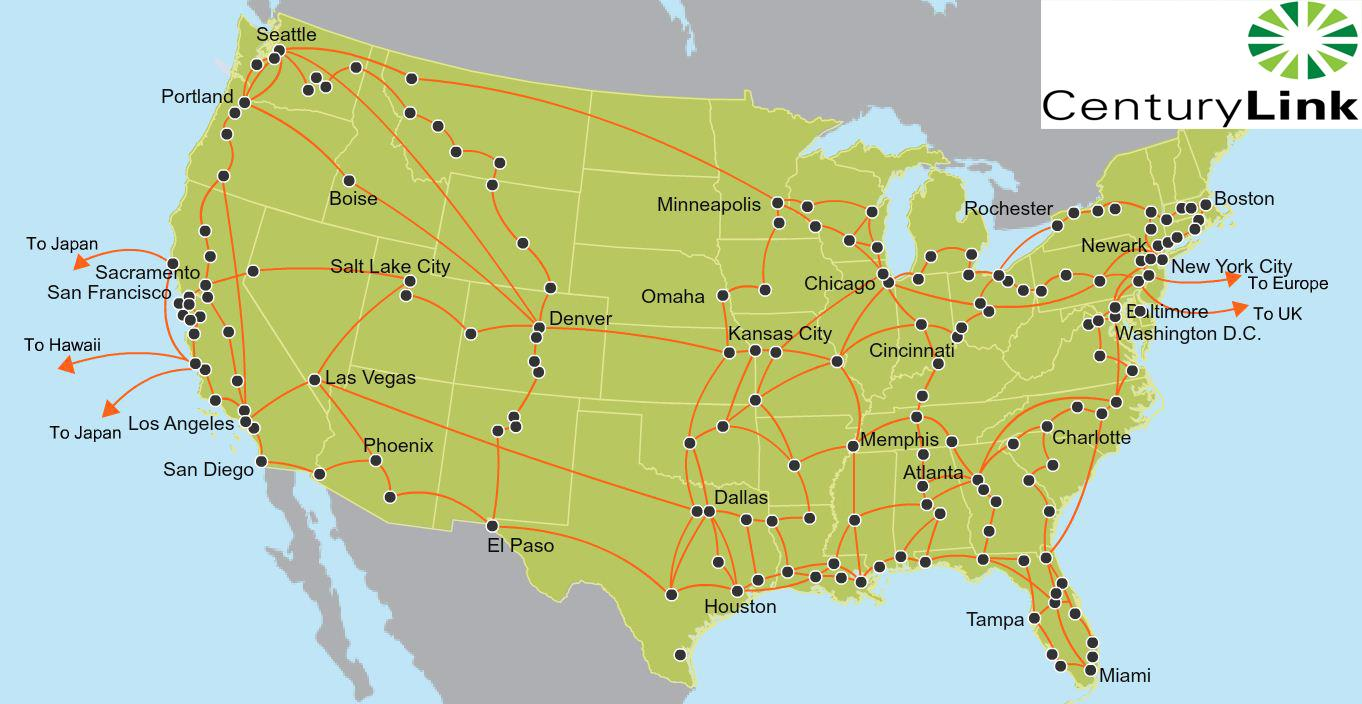 CenturyLink
Seattle
Portland
Boise
Minneapolis
Rochester
Boston
Newark
To Japan
Sacramento
San Francisco
Salt Lake City
Omaha
Chicago
New York City
To Europe
Denver
Kansas City
Cincinnati
Baltimore
To UK
Washington D.C.
To Hawaii
Las Vegas
To Japan
Los Angeles
San Diego
Phoenix
Memphis
Charlotte
Atlanta
Dallas
El Paso
Houston
Tampa
Miami